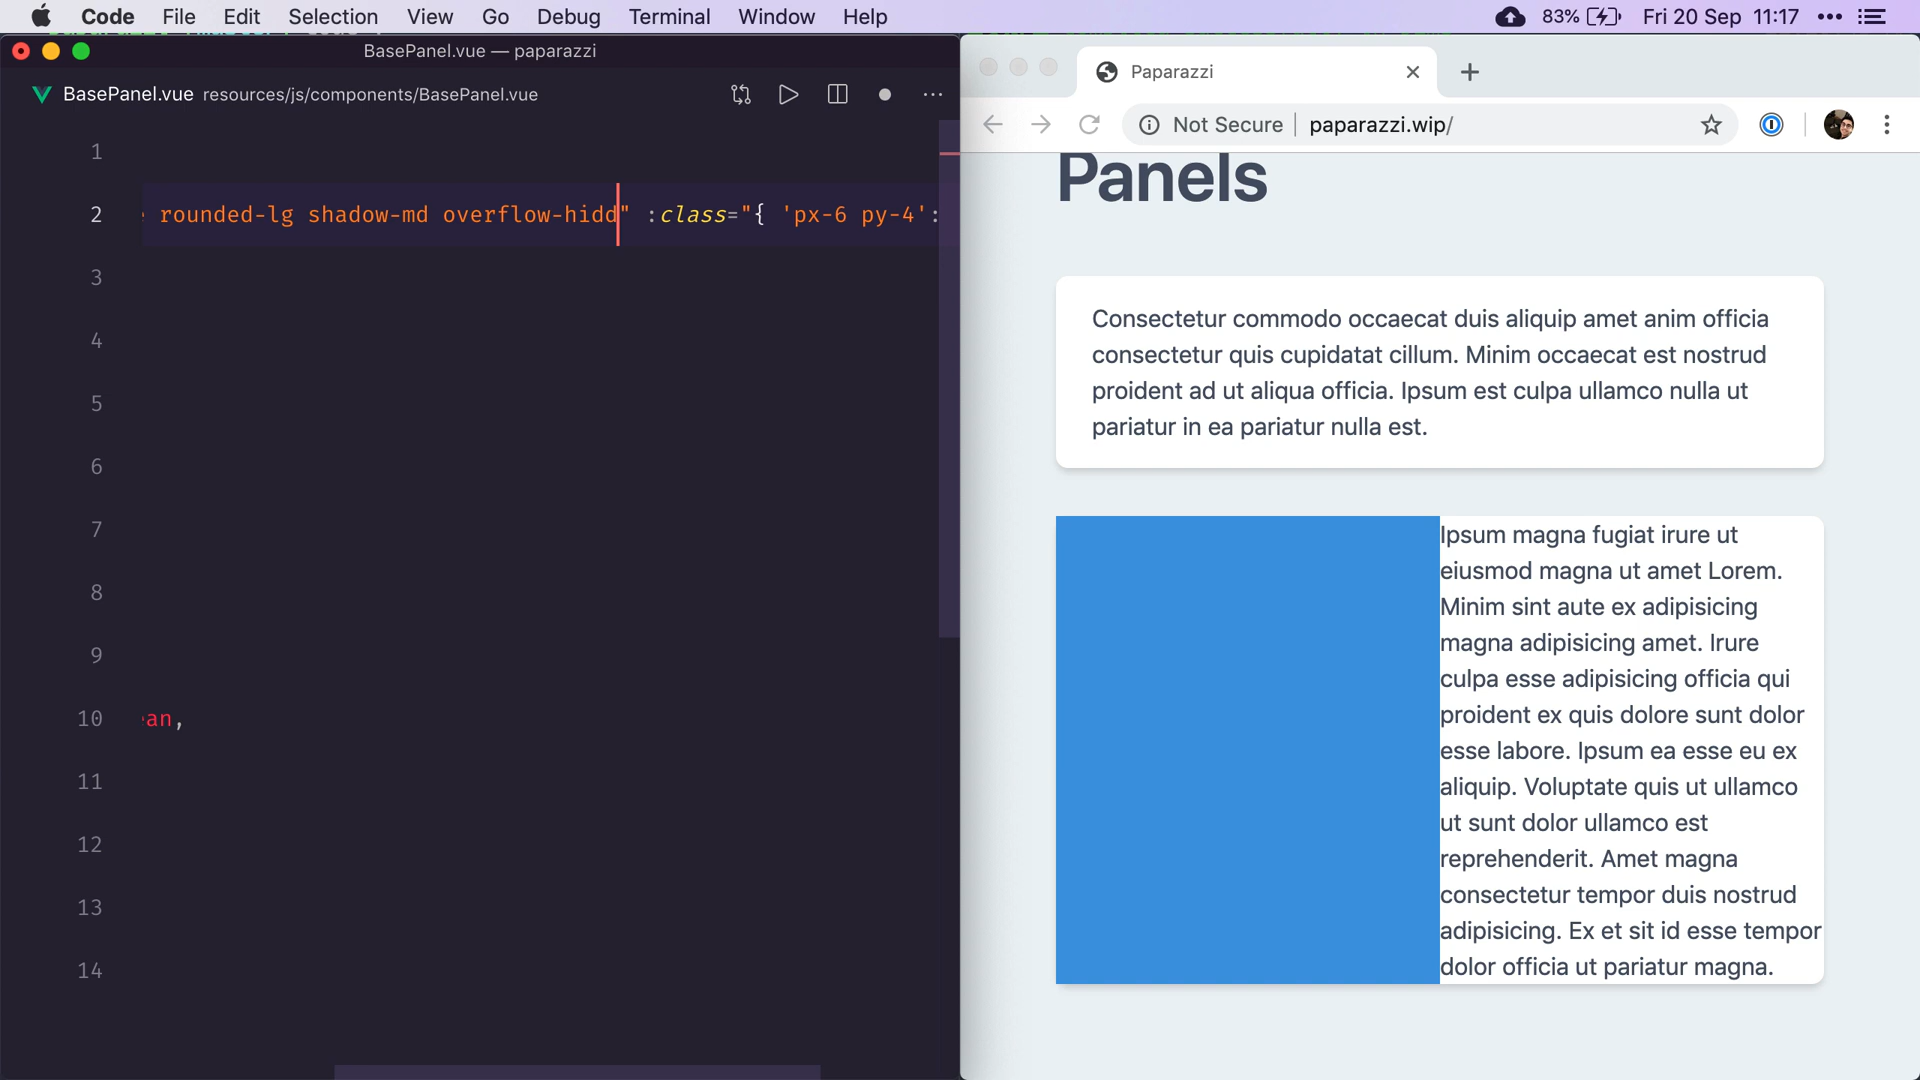 Code File Edit Selection View Go Debug Terminal Window Help 83% Fri 20 Sep 11:17
BasePanel.vue — paparazzi
BasePanel.vue resources/js/components/BasePanel.vue
1
2 rounded-lg shadow-md overflow-hidd" :class="{ 'px-6 py-4':
3
4
5
6
7
8
9
10 an,
11
12
13
14
Paparazzi
Not Secure | paparazzi.wip/
Panels
Consectetur commodo occaecat duis aliquip amet anim officia
consectetur quis cupidatat cillum. Minim occaecat est nostrud
proident ad ut aliqua officia. Ipsum est culpa ullamco nulla ut
pariatur in ea pariatur nulla est.
Ipsum magna fugiat irure ut
eiusmod magna ut amet Lorem.
Minim sint aute ex adipisicing
magna adipisicing amet. Irure
culpa esse adipisicing officia qui
proident ex quis dolore sunt dolor
esse labore. Ipsum ea esse eu ex
aliquip. Voluptate quis ut ullamco
ut sunt dolor ullamco est
reprehenderit. Amet magna
consectetur tempor duis nostrud
adipisicing. Ex et sit id esse tempor
dolor officia ut pariatur magna.